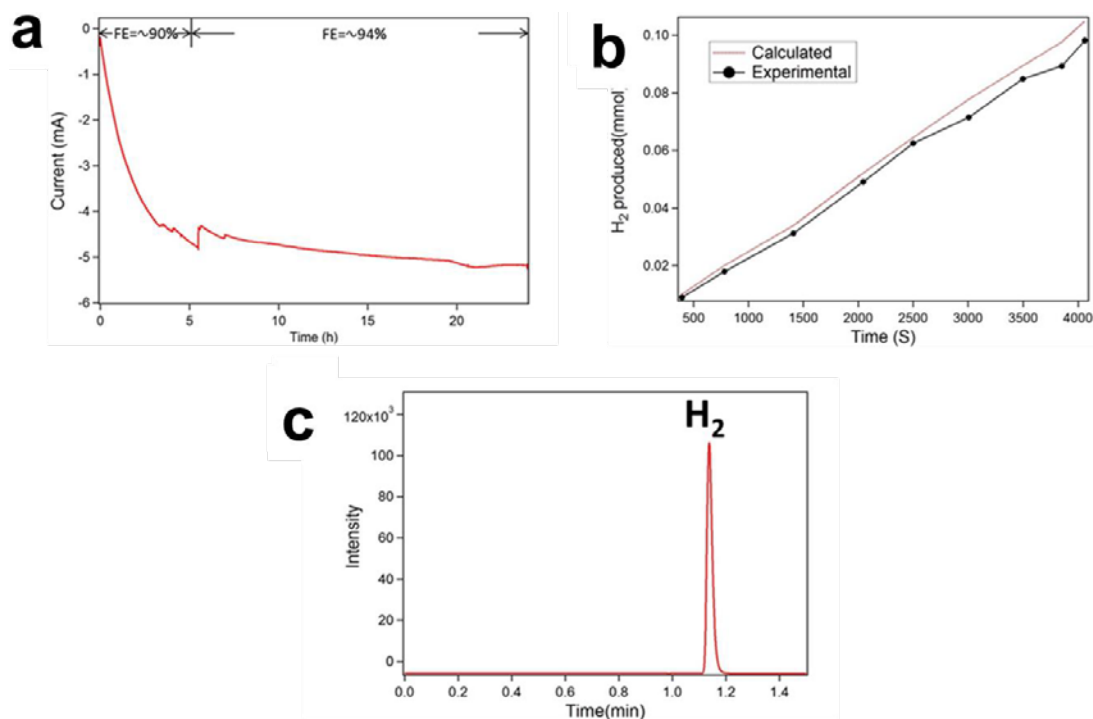 a
FE=~90%
FE=~94%
0
-1
-2
-3
-4
-5
-6
Current (mA)
0
5
10
15
20
Time (h)
b
Calculated
Experimental
0.10
0.08
0.06
0.04
0.02
H2 produced(mmol)
500
1000
1500
2000
2500
3000
3500
4000
Time (S)
c
H2
120x10³
100
80
60
40
20
0
Intensity
0.0
0.2
0.4
0.6
0.8
1.0
1.2
1.4
Time(min)